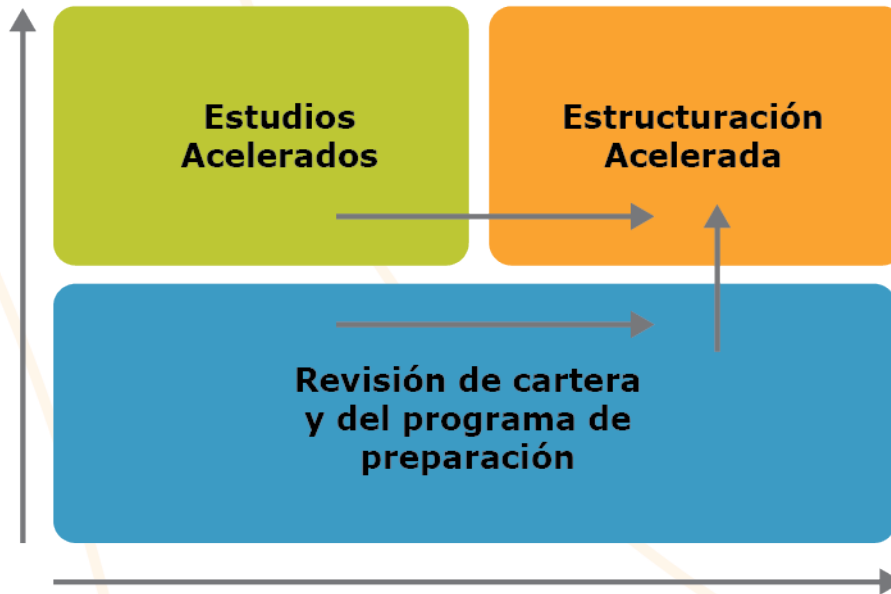 Estudios
Acelerados
Estructuración
Acelerada
Revisión de cartera
y del programa de
preparación